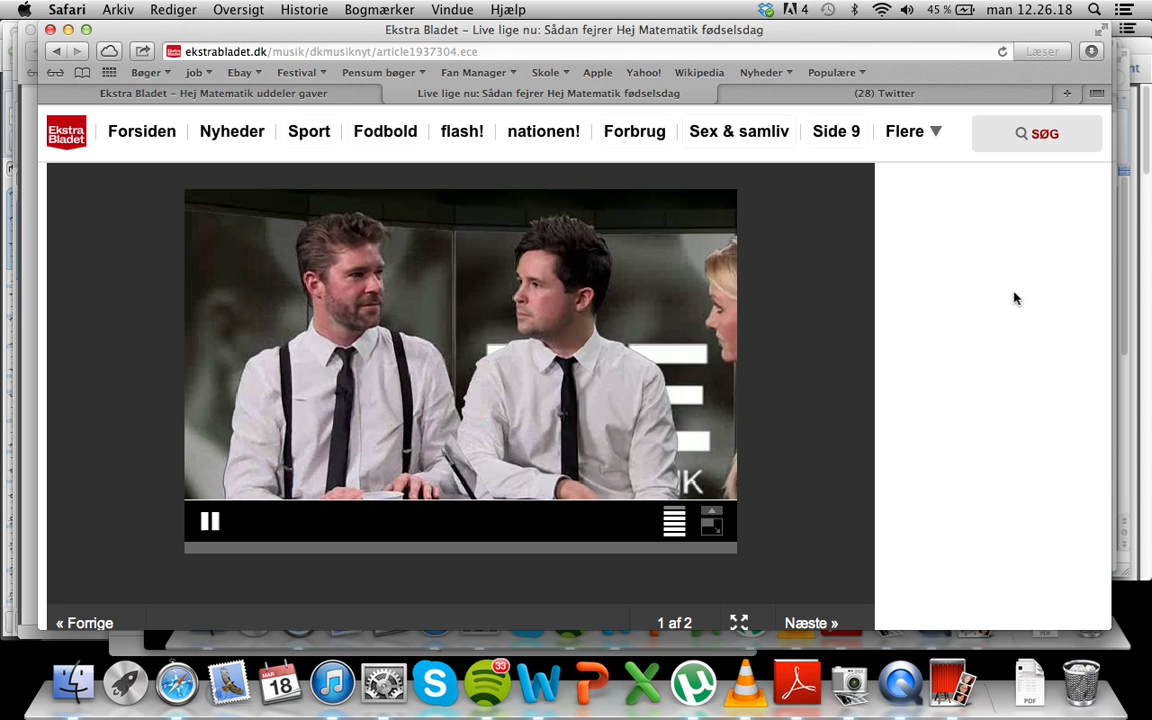 Safari Arkiv Rediger Oversigt Historie Bogmærker Vindue Hjælp 4 45 % man 12.26.18
Ekstra Bladet – Live lige nu: Sådan fejrer Hej Matematik fødselsdag
ekstrabladet.dk/musik/dkmusiknyt/article1937304.ece Læser
Bøger job Ebay Festival Pensum bøger Fan Manager Skole Apple Yahoo! Wikipedia Nyheder Populære
Ekstra Bladet – Hej Matematik uddeler gaver Live lige nu: Sådan fejrer Hej Matematik fødselsdag (28) Twitter
Ekstra Bladet Forsiden Nyheder Sport Fodbold flash! nationen! Forbrug Sex & samliv Side 9 Flere SØG
« Forrige 1 af 2 Næste »
33
MAR
18
PDF